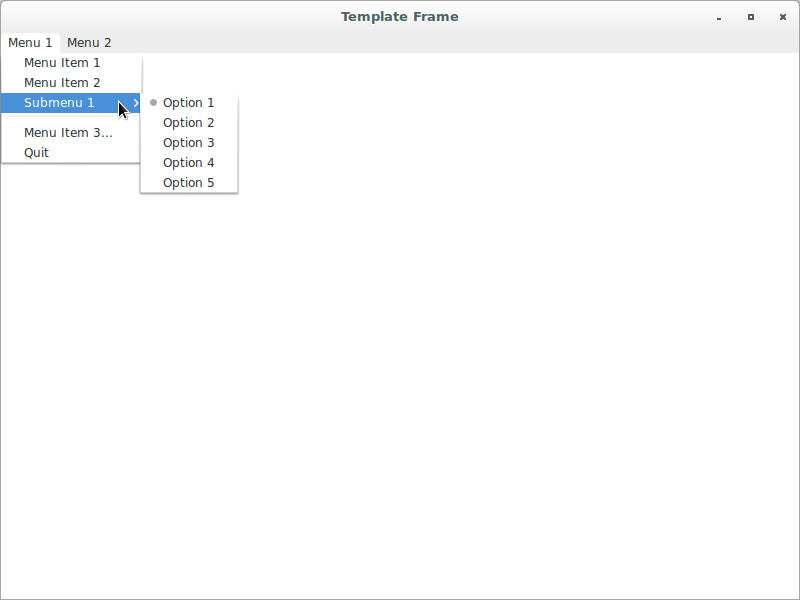 Template Frame
Menu 1 Menu 2
Menu Item 1
Menu Item 2
Submenu 1
Option 1
Option 2
Menu Item 3...
Option 3
Quit
Option 4
Option 5